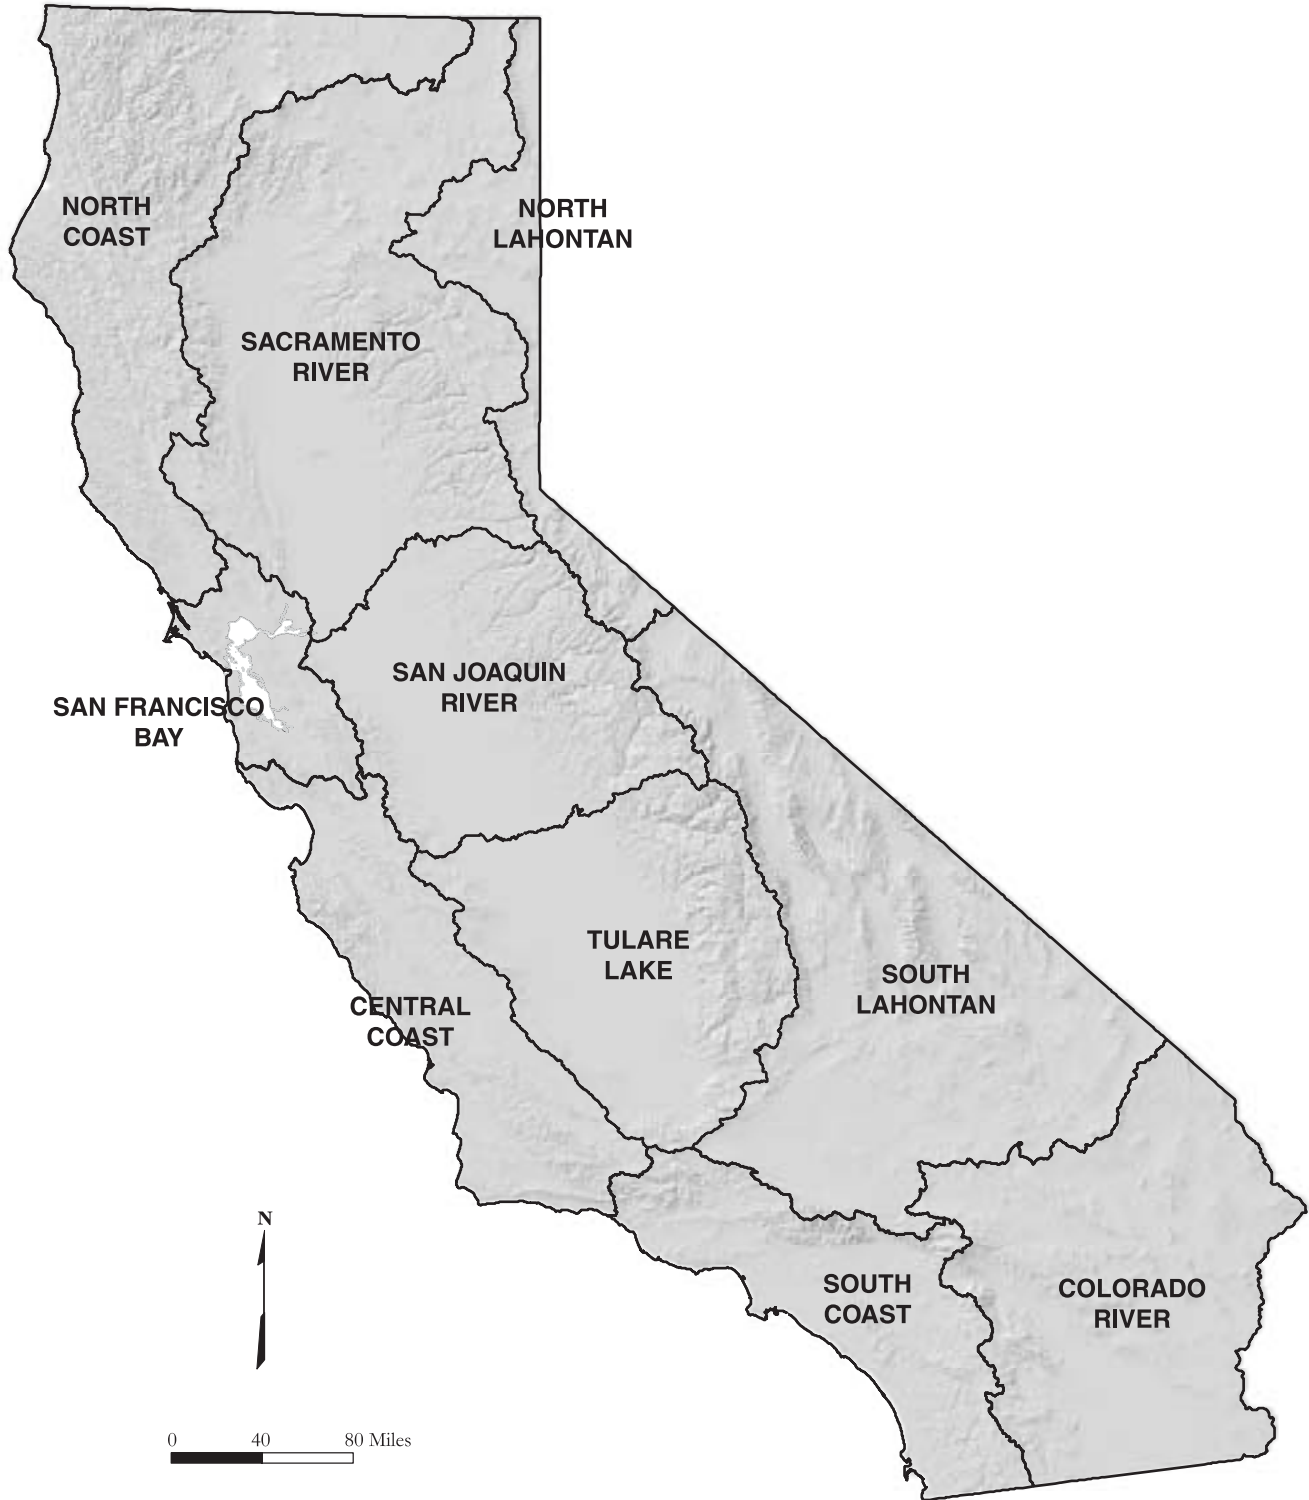 NORTH
COAST
NORTH
LAHONTAN
SACRAMENTO
RIVER
SAN JOAQUIN
RIVER
SAN FRANCISCO
BAY
TULARE
LAKE
SOUTH
LAHONTAN
CENTRAL
COAST
N
SOUTH
COAST
COLORADO
RIVER
0 40 80 Miles